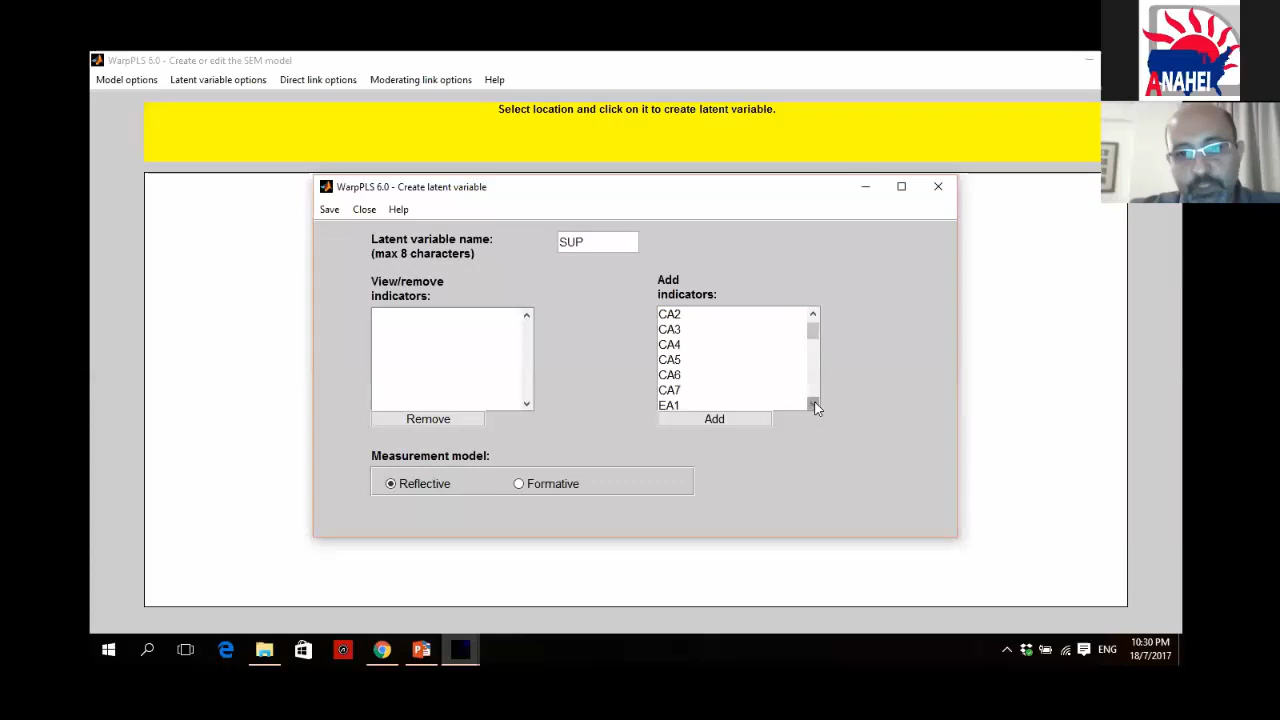 WarpPLS 6.0 - Create or edit the SEM model
Model options Latent variable options Direct link options Moderating link options Help
Select location and click on it to create latent variable.
WarpPLS 6.0 - Create latent variable
Save Close Help
Latent variable name:
(max 8 characters)
SUP
View/remove
indicators:
Add
indicators:
CA2
CA3
CA4
CA5
CA6
CA7
EA1
Remove
Add
Measurement model:
Reflective Formative
ENG
10:30 PM
18/7/2017
ANAHEI